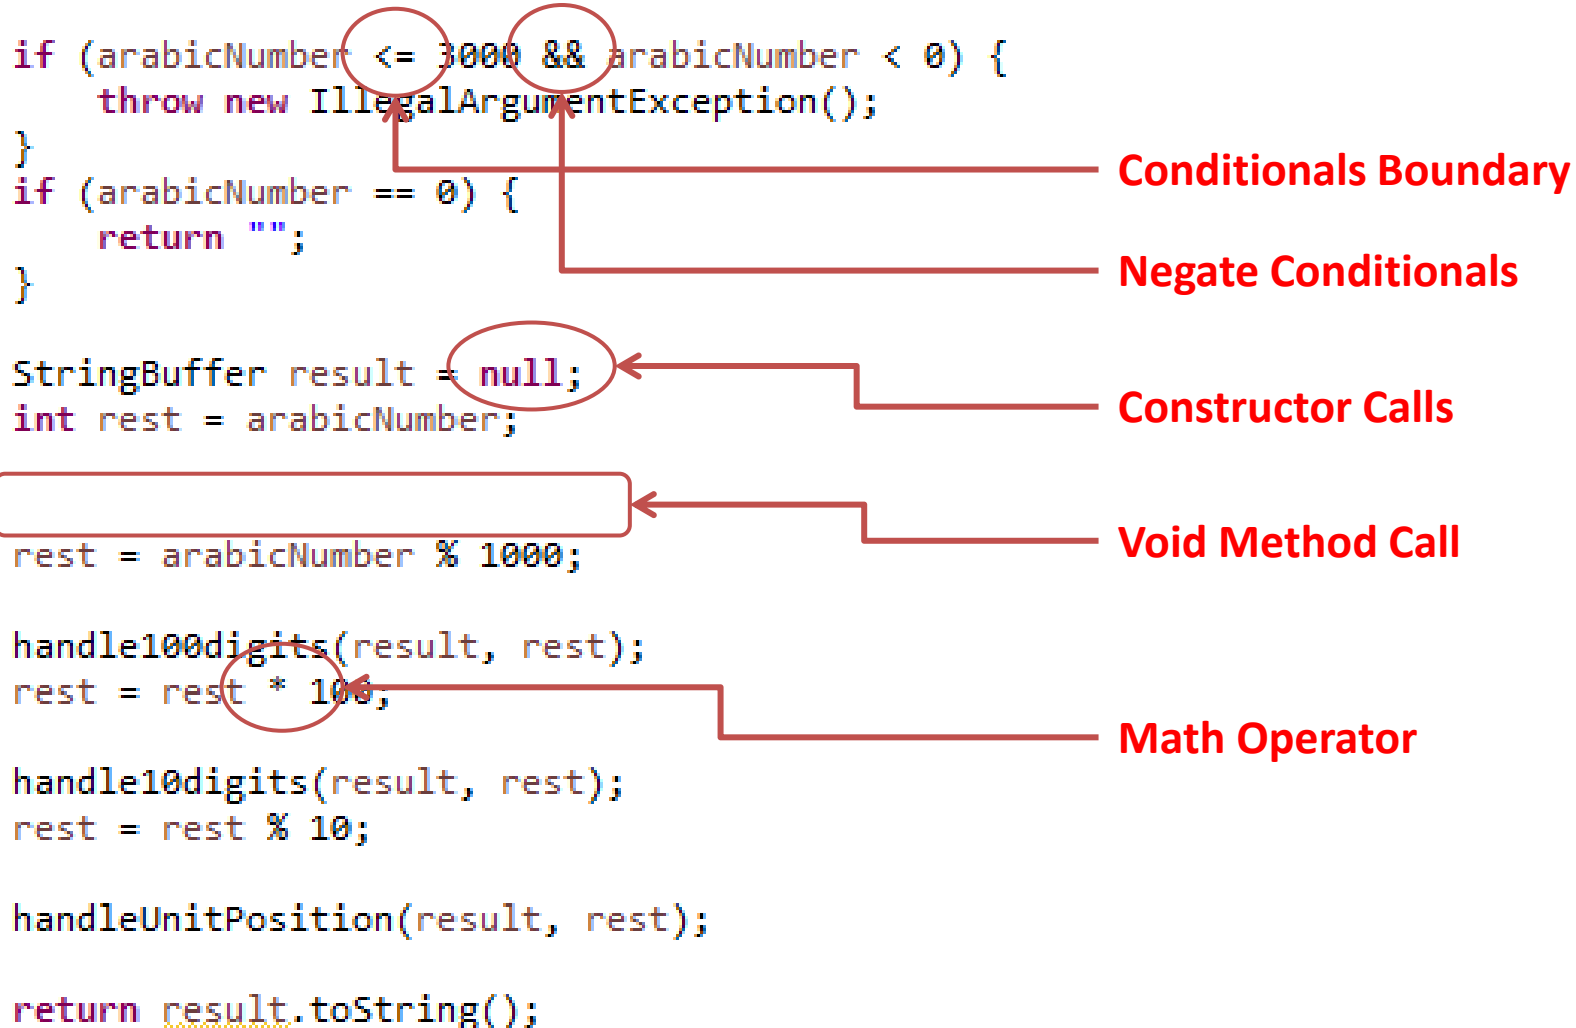 if (arabicNumber <= 3000 && arabicNumber < 0) {
    throw new IllegalArgumentException();
}
if (arabicNumber == 0) {
    return "";
}
StringBuffer result = null;
int rest = arabicNumber;
rest = arabicNumber % 1000;
handle100digits(result, rest);
rest = rest * 100;
handle10digits(result, rest);
rest = rest % 10;
handleUnitPosition(result, rest);
return result.toString();
Conditionals Boundary
Negate Conditionals
Constructor Calls
Void Method Call
Math Operator